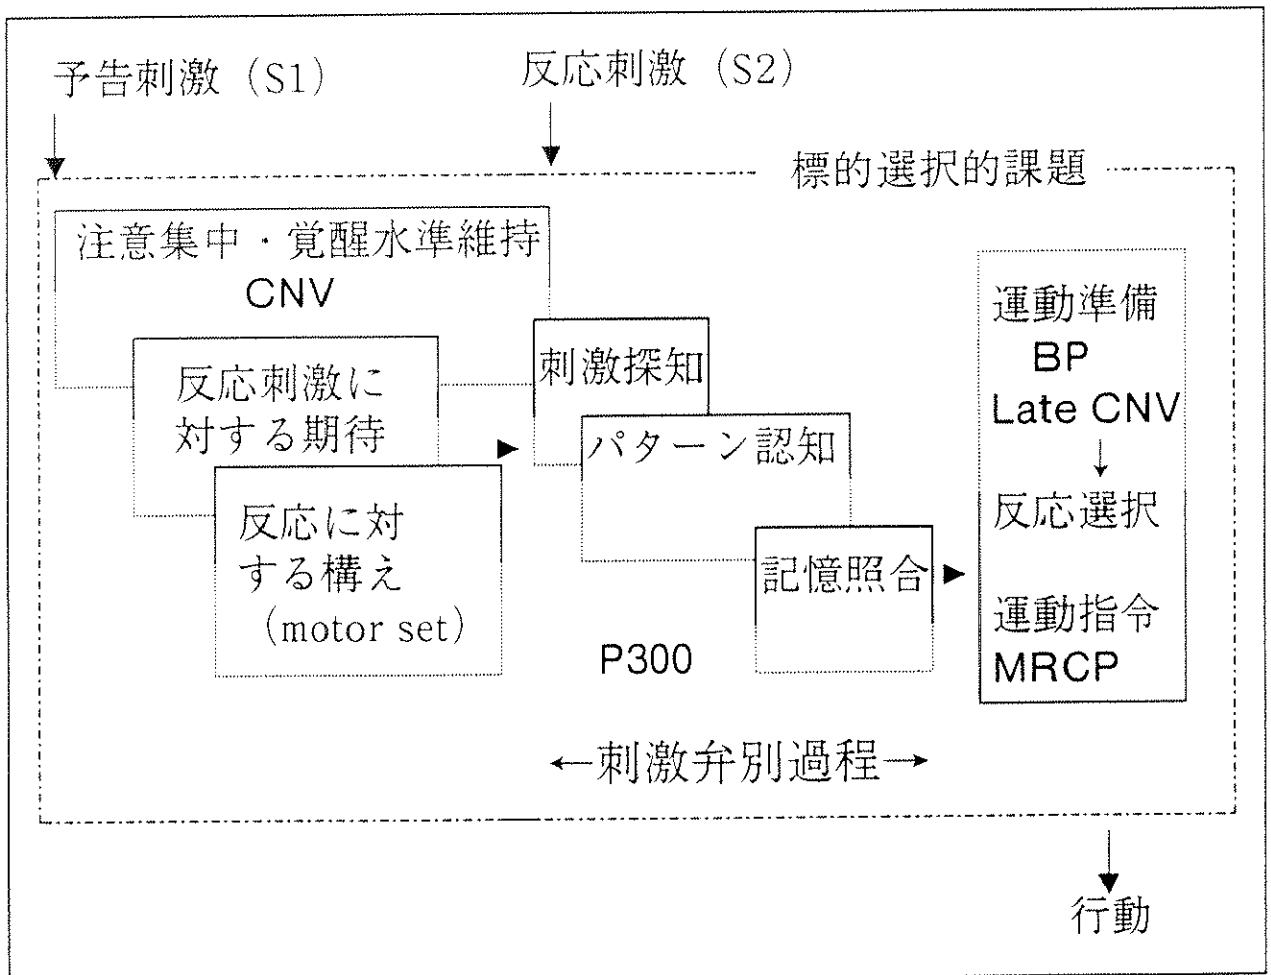 予告刺激（S1）
反応刺激（S2）
標的選択的課題
注意集中・覚醒水準維持
CNV
反応刺激に
対する期待
反応に対
する構え
（motor set）
刺激探知
パターン認知
記憶照合
P300
←刺激弁別過程→
運動準備
BP
Late CNV
↓
反応選択
運動指令
MRCP
行動